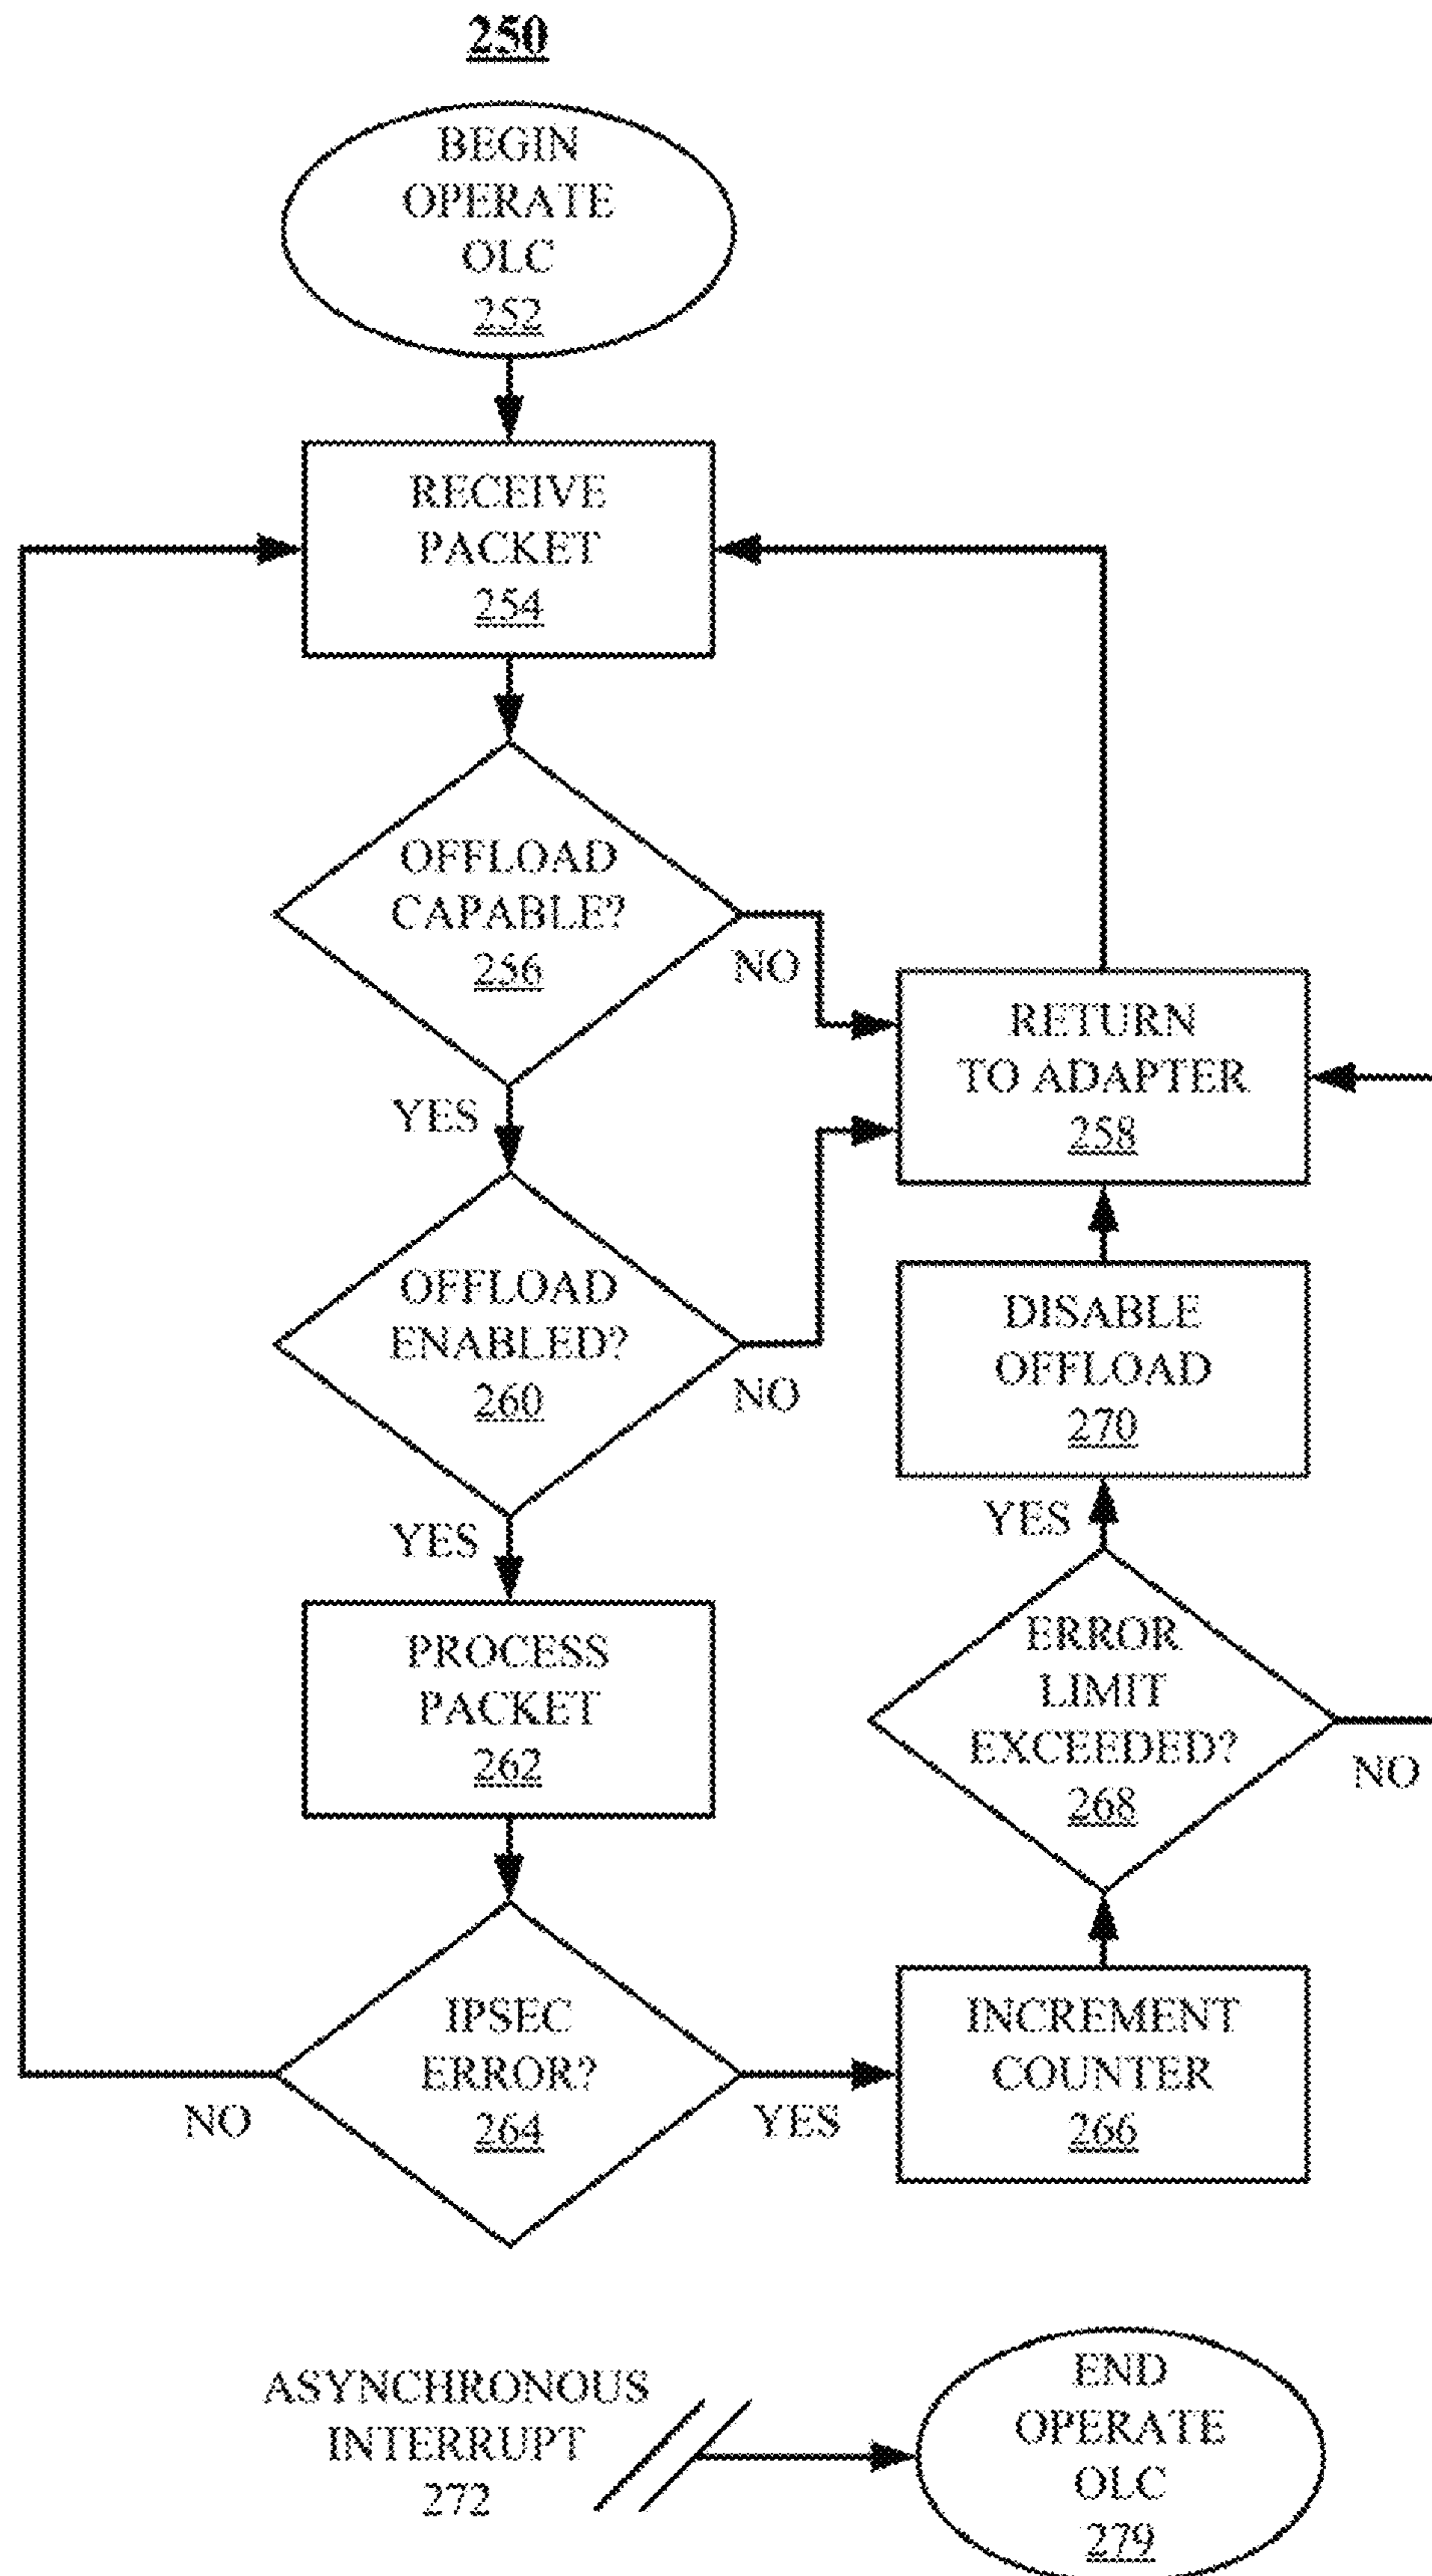 250
BEGIN
OPERATE
OLC
252
RECEIVE
PACKET
254
OFFLOAD
CAPABLE?
256
NO
YES
RETURN
TO ADAPTER
258
OFFLOAD
ENABLED?
260
NO
YES
DISABLE
OFFLOAD
270
YES
PROCESS
PACKET
262
ERROR
LIMIT
EXCEEDED?
268
NO
IPSEC
ERROR?
264
NO
YES
INCREMENT
COUNTER
266
ASYNCHRONOUS
INTERRUPT
272
END
OPERATE
OLC
279